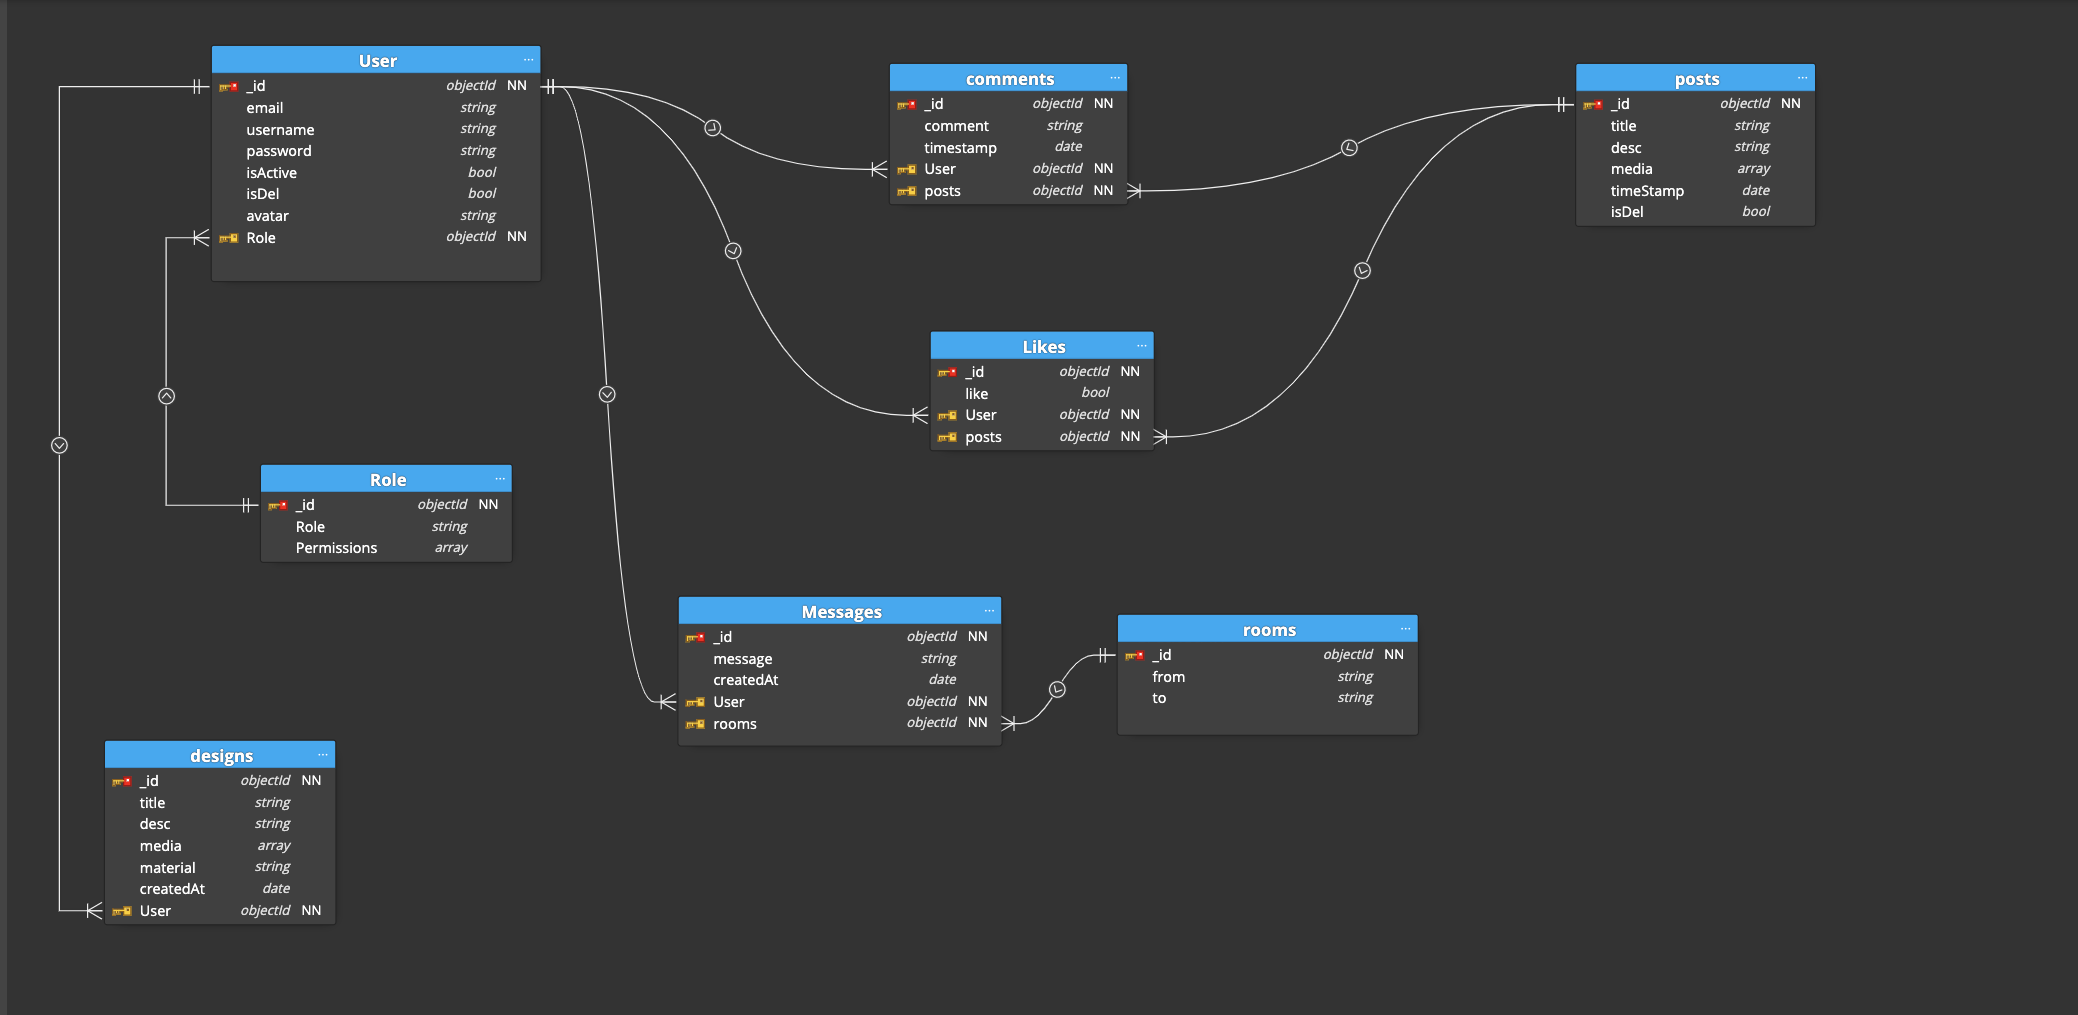 User ...
_id objectId NN
email string
username string
password string
isActive bool
isDel bool
avatar string
Role objectId NN
comments ...
_id objectId NN
comment string
timestamp date
User objectId NN
posts objectId NN
posts ...
_id objectId NN
title string
desc string
media array
timeStamp date
isDel bool
Likes ...
_id objectId NN
like bool
User objectId NN
posts objectId NN
Role ...
_id objectId NN
Role string
Permissions array
Messages ...
_id objectId NN
message string
createdAt date
User objectId NN
rooms objectId NN
rooms ...
_id objectId NN
from string
to string
designs ...
_id objectId NN
title string
desc string
media array
material string
createdAt date
User objectId NN